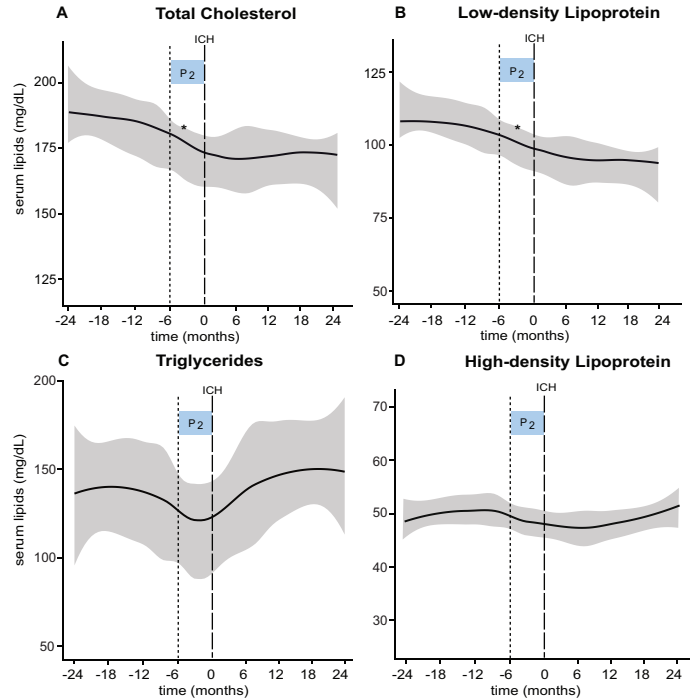 A Total Cholesterol
ICH
P2
*
serum lipids (mg/dL)
200
175
150
125
-24 -18 -12 -6 0 6 12 18 24
time (months)
B Low-density Lipoprotein
ICH
P2
*
125
100
75
50
-24 -18 -12 -6 0 6 12 18 24
time (months)
C Triglycerides
ICH
P2
serum lipids (mg/dL)
200
150
100
50
-24 -18 -12 -6 0 6 12 18 24
time (months)
D High-density Lipoprotein
ICH
P2
70
60
50
40
30
-24 -18 -12 -6 0 6 12 18 24
time (months)